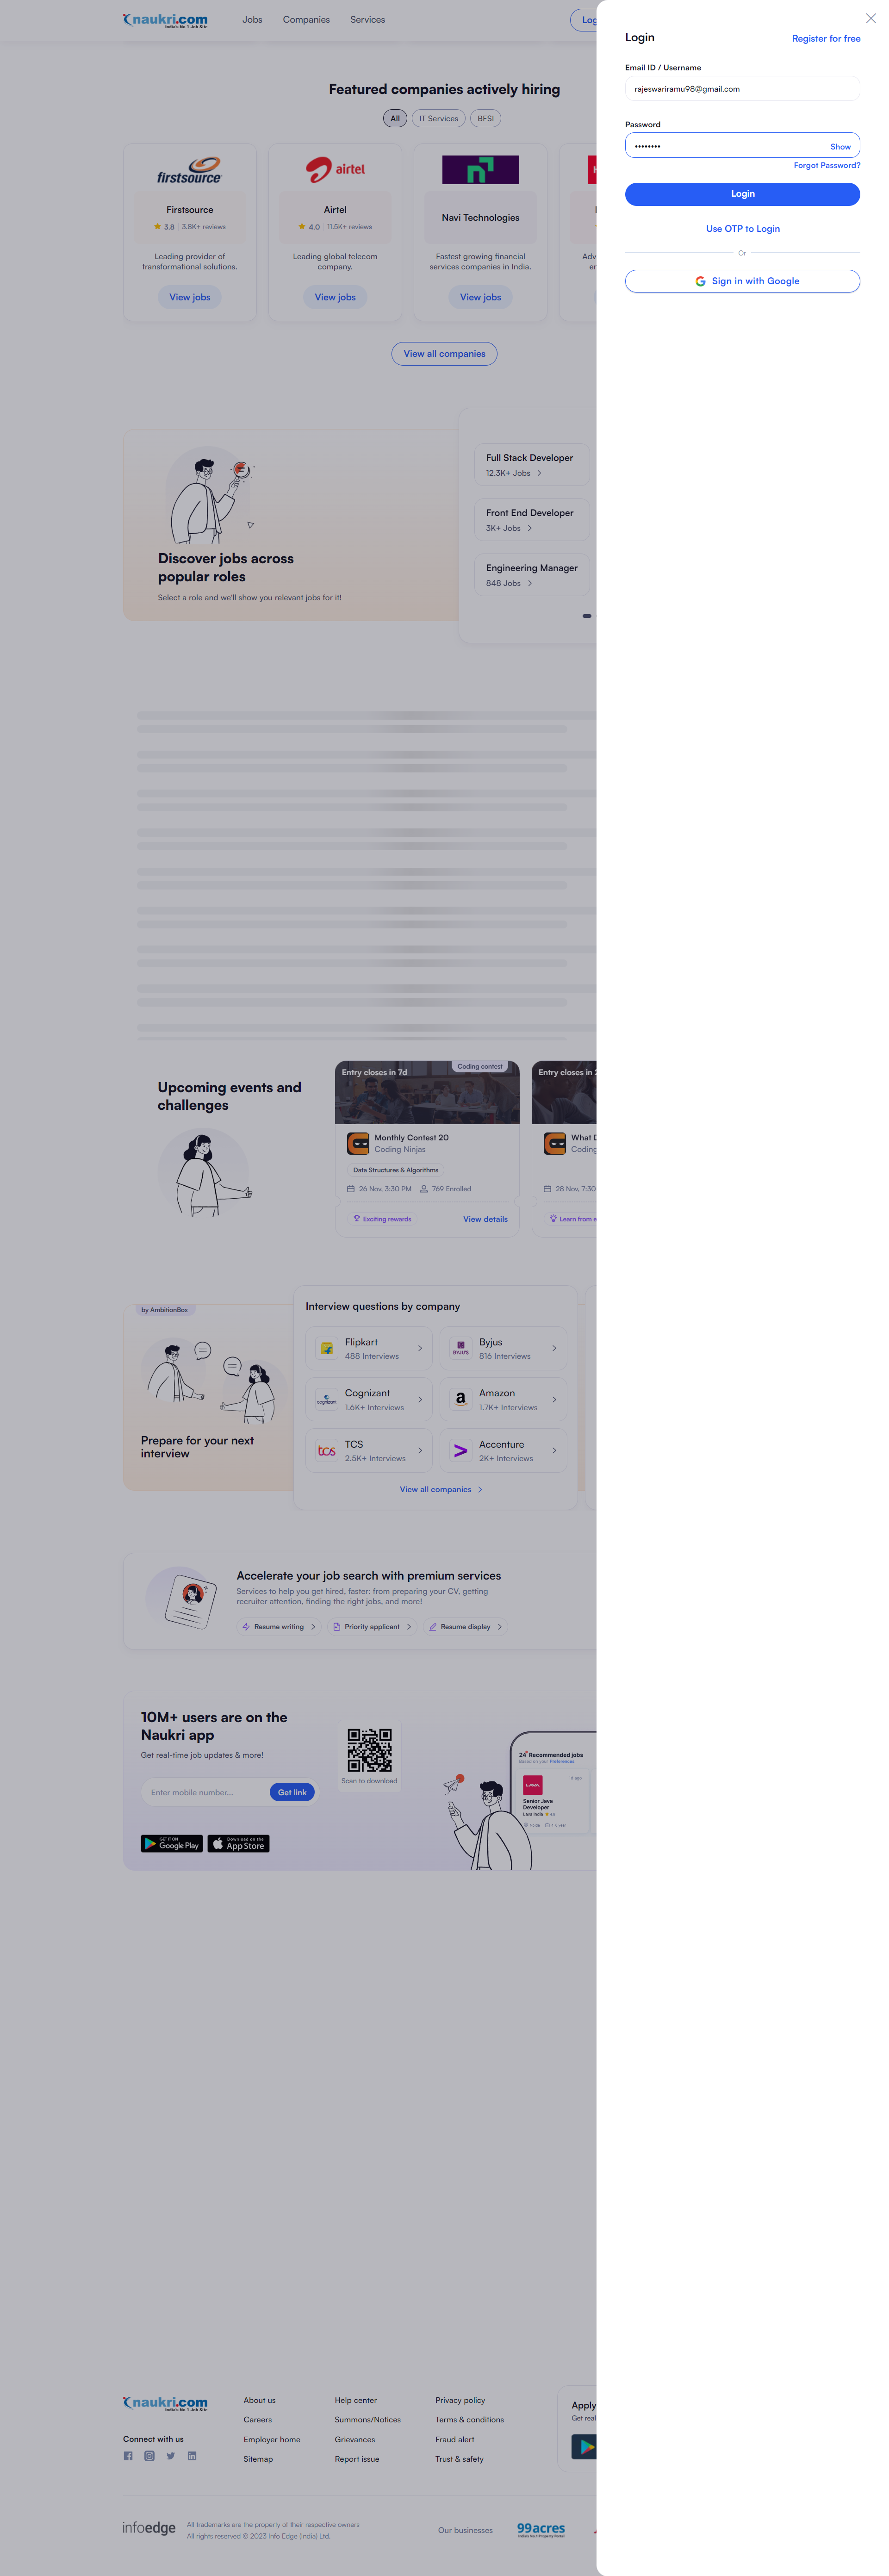 naukri.com
India's No 1 Job Site
Jobs
Companies
Services
Login
Register for free
Email ID / Username
rajeswariramu98@gmail.com
Password
••••••••
Show
Forgot Password?
Login
Use OTP to Login
Or
Sign in with Google
Featured companies actively hiring
All
IT Services
BFSI
firstsource
Firstsource
3.8
3.8K+ reviews
Leading provider of
transformational solutions.
View jobs
airtel
Airtel
4.0
11.5K+ reviews
Leading global telecom
company.
View jobs
Navi Technologies
Fastest growing financial
services companies in India.
View jobs
View all companies
Discover jobs across
popular roles
Select a role and we'll show you relevant jobs for it!
Full Stack Developer
12.3K+ Jobs
Front End Developer
3K+ Jobs
Engineering Manager
848 Jobs
Upcoming events and
challenges
Entry closes in 7d
Coding contest
Monthly Contest 20
Coding Ninjas
Data Structures & Algorithms
26 Nov, 3:30 PM
769 Enrolled
Exciting rewards
View details
Entry closes in
What
28 Nov,
Learn from
by AmbitionBox
Prepare for your next
interview
Interview questions by company
Flipkart
488 Interviews
Byjus
816 Interviews
BYJU'S
Cognizant
1.6K+ Interviews
cognizant
Amazon
1.7K+ Interviews
TCS
2.5K+ Interviews
tcs
Accenture
2K+ Interviews
View all companies
Accelerate your job search with premium services
Services to help you get hired, faster: from preparing your CV, getting
recruiter attention, finding the right jobs, and more!
Resume writing
Priority applicant
Resume display
10M+ users are on the
Naukri app
Get real-time job updates & more!
Enter mobile number...
Get link
GET IT ON
Google Play
Download on the
App Store
Scan to download
24 Recommended jobs
Based on your Preferences
LAVA
Senior Java
Developer
Lava India
naukri.com
India's No 1 Job Site
Connect with us
About us
Careers
Employer home
Sitemap
Help center
Summons/Notices
Grievances
Report issue
Privacy policy
Terms & conditions
Fraud alert
Trust & safety
Apply
Get
infoedge
All trademarks are the property of their respective owners
All rights reserved © 2023 Info Edge (India) Ltd.
Our businesses
99acres
India's No.1 Property Portal